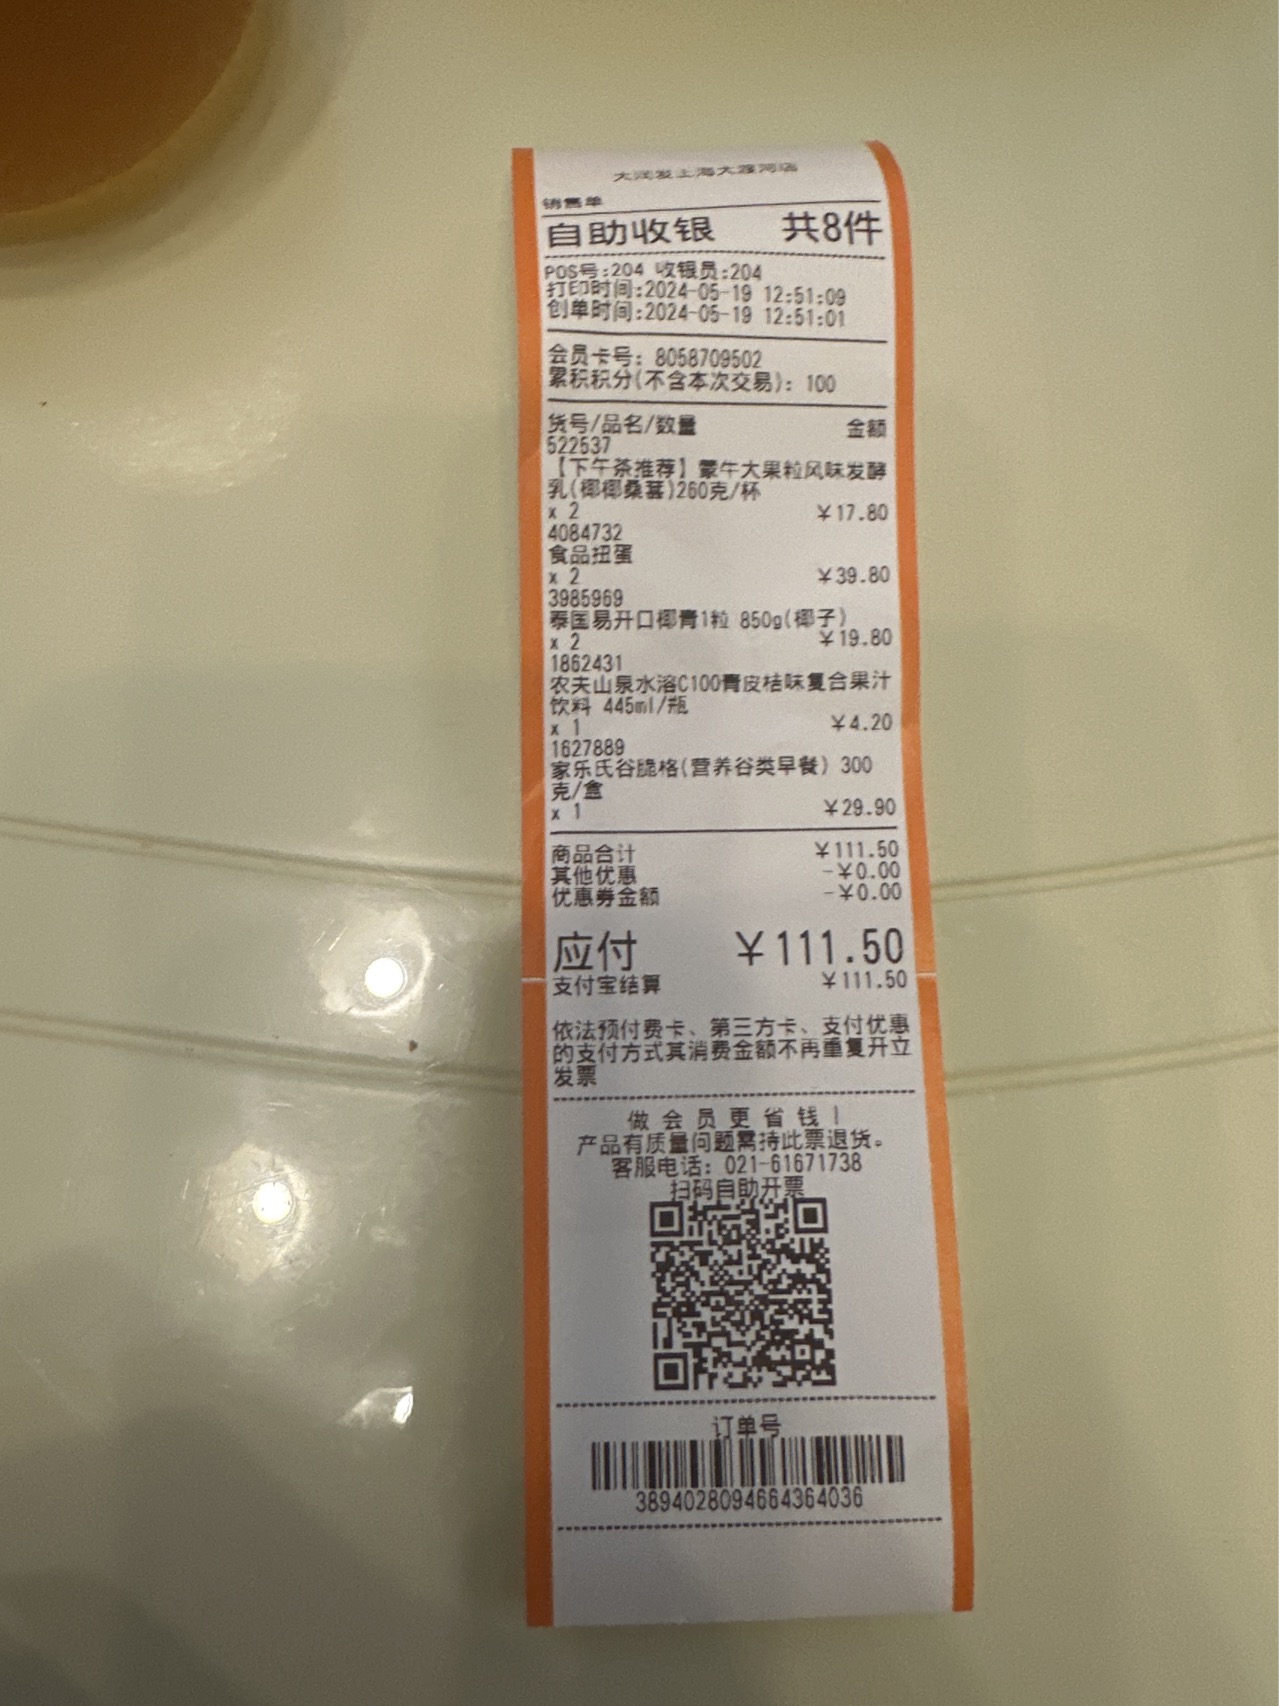 大润发上海大渡河店
销售单
自助收银 共8件
POS号:204 收银员:204
打印时间:2024-05-19 12:51:09
创单时间:2024-05-19 12:51:01
会员卡号: 8058709502
累积积分(不含本次交易): 100
货号/品名/数量 金额
522537
【下午茶推荐】蒙牛大果粒风味发酵
乳(椰椰桑葚)260克/杯
x 2 ￥17.80
4084732
食品扭蛋
x 2 ￥39.80
3985969
泰国易开口椰青1粒 850g(椰子)
x 2 ￥19.80
1862431
农夫山泉水溶C100青皮桔味复合果汁
饮料 445ml/瓶
x 1 ￥4.20
1627889
家乐氏谷脆格(营养谷类早餐) 300
克/盒
x 1 ￥29.90
商品合计 ￥111.50
其他优惠 -￥0.00
优惠券金额 -￥0.00
应付 ￥111.50
支付宝结算 ￥111.50
依法预付费卡、第三方卡、支付优惠
的支付方式其消费金额不再重复开立
发票
做会员更省钱!
产品有质量问题需持此票退货。
客服电话: 021-61671738
扫码自助开票
订单号
3894028094664364036